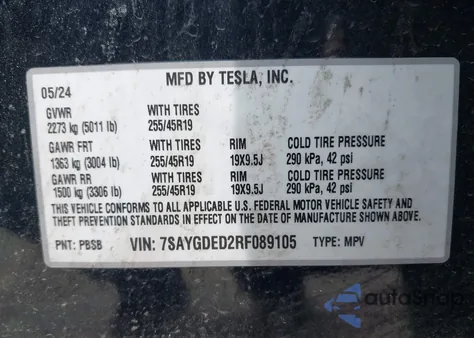 MFD BY TESLA, INC.
05/24
GVWR WITH TIRES
2273 kg (5011 lb) 255/45R19
GAWR FRT WITH TIRES RIM COLD TIRE PRESSURE
1363 kg (3004 lb) 255/45R19 19X9.5J 290 kPa, 42 psi
GAWR RR WITH TIRES RIM COLD TIRE PRESSURE
1500 kg (3306 lb) 255/45R19 19X9.5J 290 kPa, 42 psi
THIS VEHICLE CONFORMS TO ALL APPLICABLE U.S. FEDERAL MOTOR VEHICLE SAFETY AND
THEFT PREVENTION STANDARDS IN EFFECT ON THE DATE OF MANUFACTURE SHOWN ABOVE.
PNT: PBSB VIN: 7SAYGDED2RF089105 TYPE: MPV
autoSnap